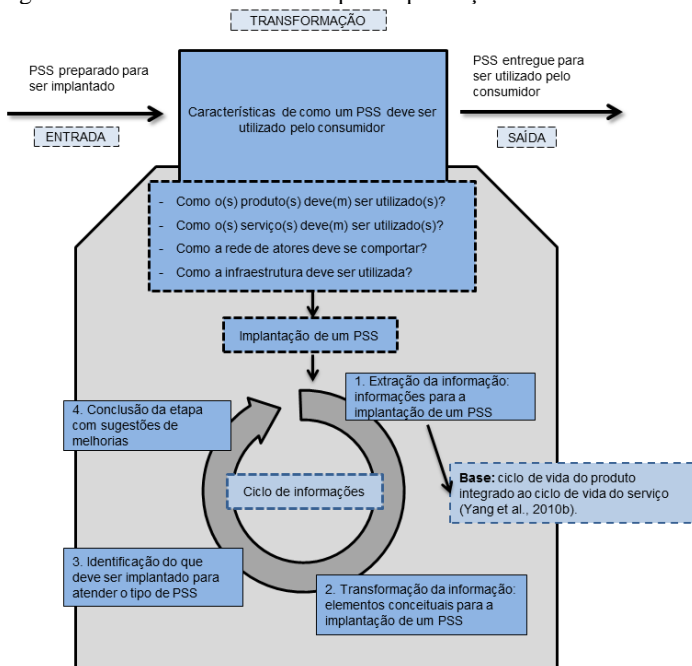 TRANSFORMAÇÃO
PSS preparado para
ser implantado
ENTRADA
Características de como um PSS deve ser
utilizado pelo consumidor
PSS entregue para
ser utilizado pelo
consumidor
SAÍDA
- Como o(s) produto(s) deve(m) ser utilizado(s)?
- Como o(s) serviço(s) deve(m) ser utilizado(s)?
- Como a rede de atores deve se comportar?
- Como a infraestrutura deve ser utilizada?
Implantação de um PSS
1. Extração da informação:
informações para a
implantação de um PSS
4. Conclusão da etapa
com sugestões de
melhorias
Base: ciclo de vida do produto
integrado ao ciclo de vida do serviço
(Yang et al., 2010b).
Ciclo de informações
3. Identificação do que
deve ser implantado para
atender o tipo de PSS
2. Transformação da informação:
elementos conceituais para a
implantação de um PSS